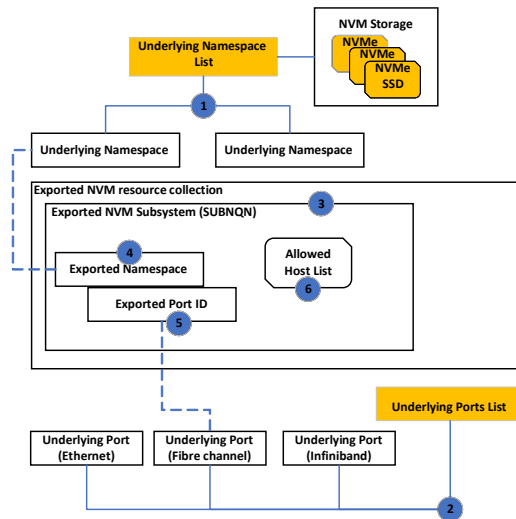 Underlying Namespace
List
NVM Storage
NVMe
NVMe
NVMe
SSD
1
Underlying Namespace
Underlying Namespace
Exported NVM resource collection
3
Exported NVM Subsystem (SUBNQN)
4
Exported Namespace
Allowed
Host List
6
Exported Port ID
5
Underlying Ports List
Underlying Port
(Ethernet)
Underlying Port
(Fibre channel)
Underlying Port
(Infiniband)
2